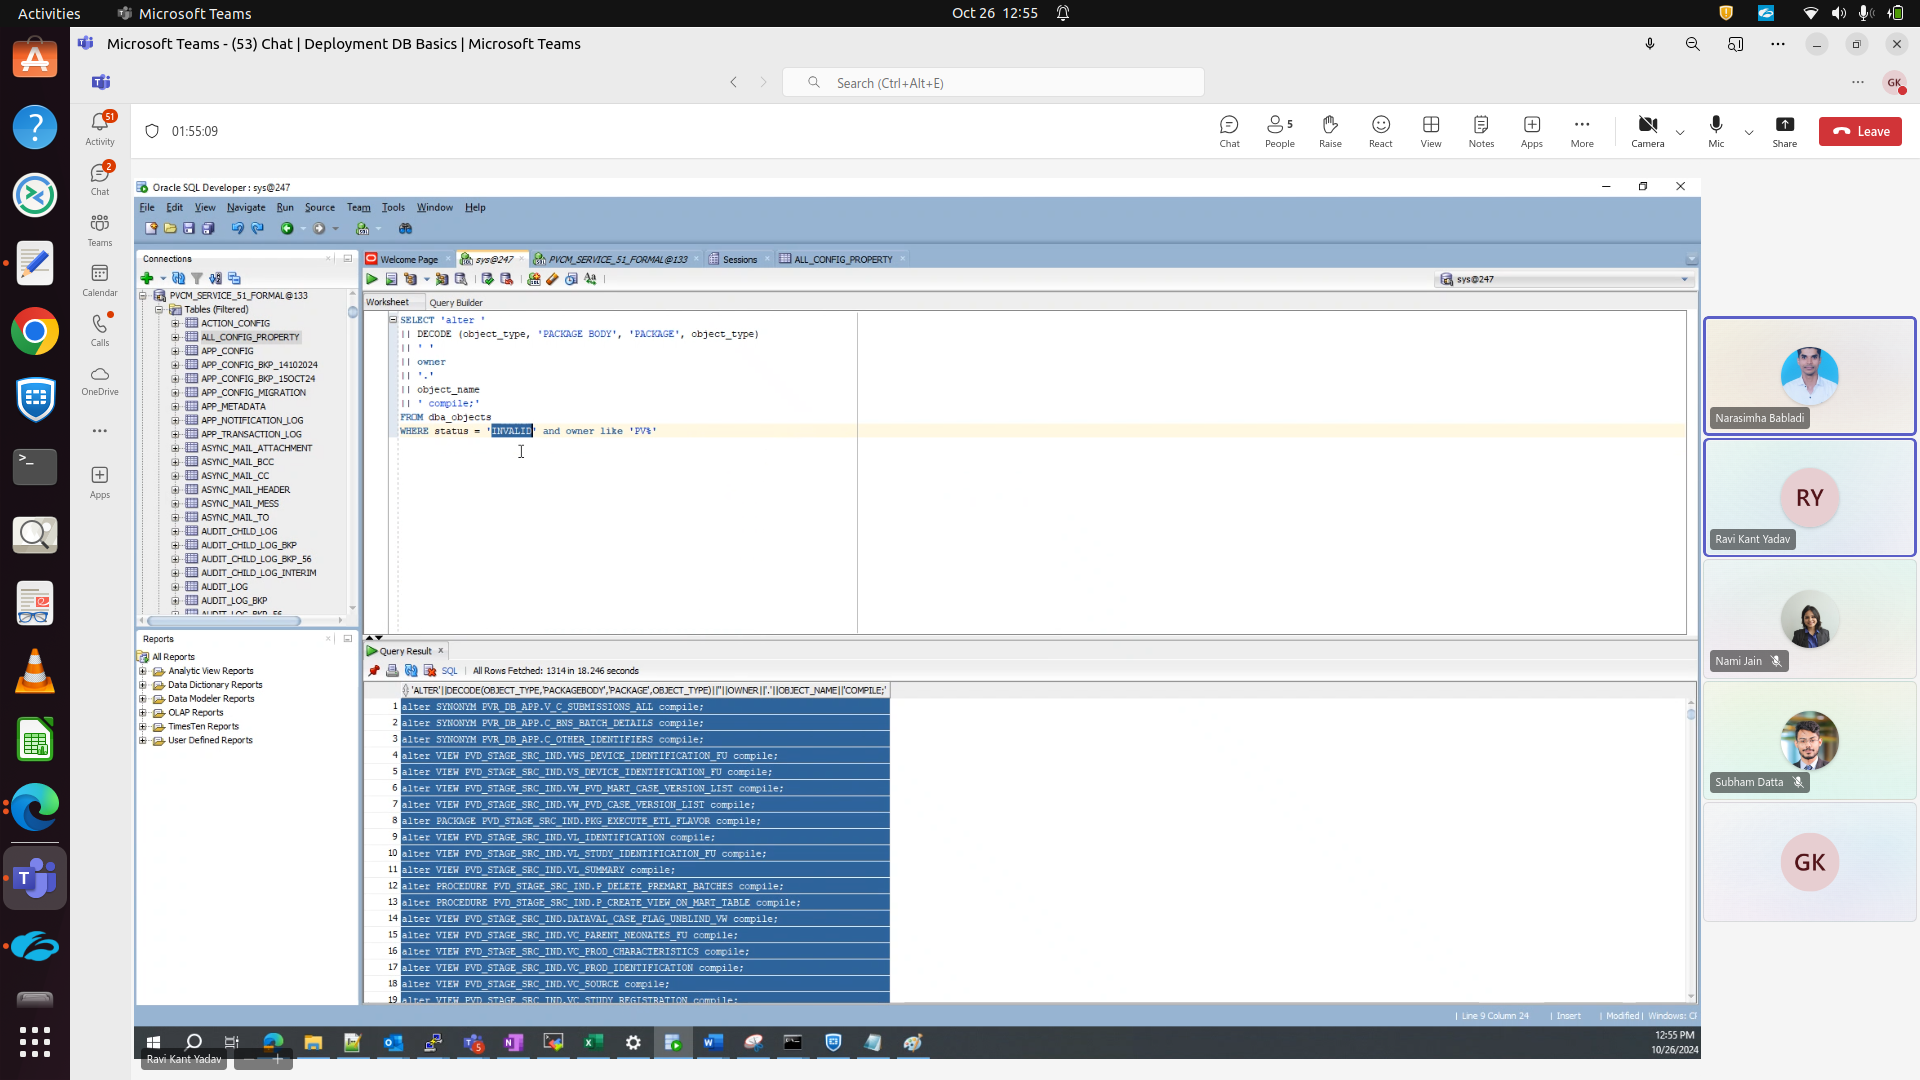 Activities
Microsoft Teams
Oct 26 12:55
Microsoft Teams - (53) Chat | Deployment DB Basics | Microsoft Teams
Search (Ctrl+Alt+E)
GK
51
Activity
2
Chat
Teams
Calendar
Calls
OneDrive
Apps
01:55:09
Chat
5
People
Raise
React
View
Notes
Apps
More
Camera
Mic
Share
Leave
Oracle SQL Developer : sys@247
File Edit View Navigate Run Source Team Tools Window Help
Connections
PVCM_SERVICE_51_FORMAL@133
Tables (Filtered)
ACTION_CONFIG
ALL_CONFIG_PROPERTY
APP_CONFIG
APP_CONFIG_BKP_14102024
APP_CONFIG_BKP_15OCT24
APP_CONFIG_MIGRATION
APP_METADATA
APP_NOTIFICATION_LOG
APP_TRANSACTION_LOG
ASYNC_MAIL_ATTACHMENT
ASYNC_MAIL_BCC
ASYNC_MAIL_CC
ASYNC_MAIL_HEADER
ASYNC_MAIL_MESS
ASYNC_MAIL_TO
AUDIT_CHILD_LOG
AUDIT_CHILD_LOG_BKP
AUDIT_CHILD_LOG_BKP_56
AUDIT_CHILD_LOG_INTERIM
AUDIT_LOG
AUDIT_LOG_BKP
AUDIT_LOG_BKP_56
Reports
All Reports
Analytic View Reports
Data Dictionary Reports
Data Modeler Reports
OLAP Reports
TimesTen Reports
User Defined Reports
Welcome Page
sys@247
PVCM_SERVICE_51_FORMAL@133
Sessions
ALL_CONFIG_PROPERTY
sys@247
Worksheet Query Builder
SELECT 'alter '
|| DECODE (object_type, 'PACKAGE BODY', 'PACKAGE', object_type)
|| ' '
|| owner
|| '.'
|| object_name
|| ' compile;'
FROM dba_objects
WHERE status = 'INVALID' and owner like 'PV%'
Query Result
SQL All Rows Fetched: 1314 in 18.246 seconds
'ALTER'||DECODE(OBJECT_TYPE,'PACKAGEBODY','PACKAGE',OBJECT_TYPE)||''||OWNER||'.'||OBJECT_NAME||'COMPILE;'
1 alter SYNONYM PVR_DB_APP.V_C_SUBMISSIONS_ALL compile;
2 alter SYNONYM PVR_DB_APP.C_BNS_BATCH_DETAILS compile;
3 alter SYNONYM PVR_DB_APP.C_OTHER_IDENTIFIERS compile;
4 alter VIEW PVD_STAGE_SRC_IND.VWS_DEVICE_IDENTIFICATION_FU compile;
5 alter VIEW PVD_STAGE_SRC_IND.VS_DEVICE_IDENTIFICATION_FU compile;
6 alter VIEW PVD_STAGE_SRC_IND.VW_PVD_MART_CASE_VERSION_LIST compile;
7 alter VIEW PVD_STAGE_SRC_IND.VW_PVD_CASE_VERSION_LIST compile;
8 alter PACKAGE PVD_STAGE_SRC_IND.PKG_EXECUTE_ETL_FLAVOR compile;
9 alter VIEW PVD_STAGE_SRC_IND.VL_IDENTIFICATION compile;
10 alter VIEW PVD_STAGE_SRC_IND.VL_STUDY_IDENTIFICATION_FU compile;
11 alter VIEW PVD_STAGE_SRC_IND.VL_SUMMARY compile;
12 alter PROCEDURE PVD_STAGE_SRC_IND.P_DELETE_PREMART_BATCHES compile;
13 alter PROCEDURE PVD_STAGE_SRC_IND.P_CREATE_VIEW_ON_MART_TABLE compile;
14 alter VIEW PVD_STAGE_SRC_IND.DATAVAL_CASE_FLAG_UNBLIND_VW compile;
15 alter VIEW PVD_STAGE_SRC_IND.VC_PARENT_NEONATES_FU compile;
16 alter VIEW PVD_STAGE_SRC_IND.VC_PROD_CHARACTERISTICS compile;
17 alter VIEW PVD_STAGE_SRC_IND.VC_PROD_IDENTIFICATION compile;
18 alter VIEW PVD_STAGE_SRC_IND.VC_SOURCE compile;
19 alter VIEW PVD_STAGE_SRC_IND.VC_STUDY_REGISTRATION compile;
Line 9 Column 24 | Insert | Modified | Windows: CF
12:55 PM
10/26/2024
Ravi Kant Yadav
Narasimha Babladi
RY
Ravi Kant Yadav
Nami Jain
Subham Datta
GK